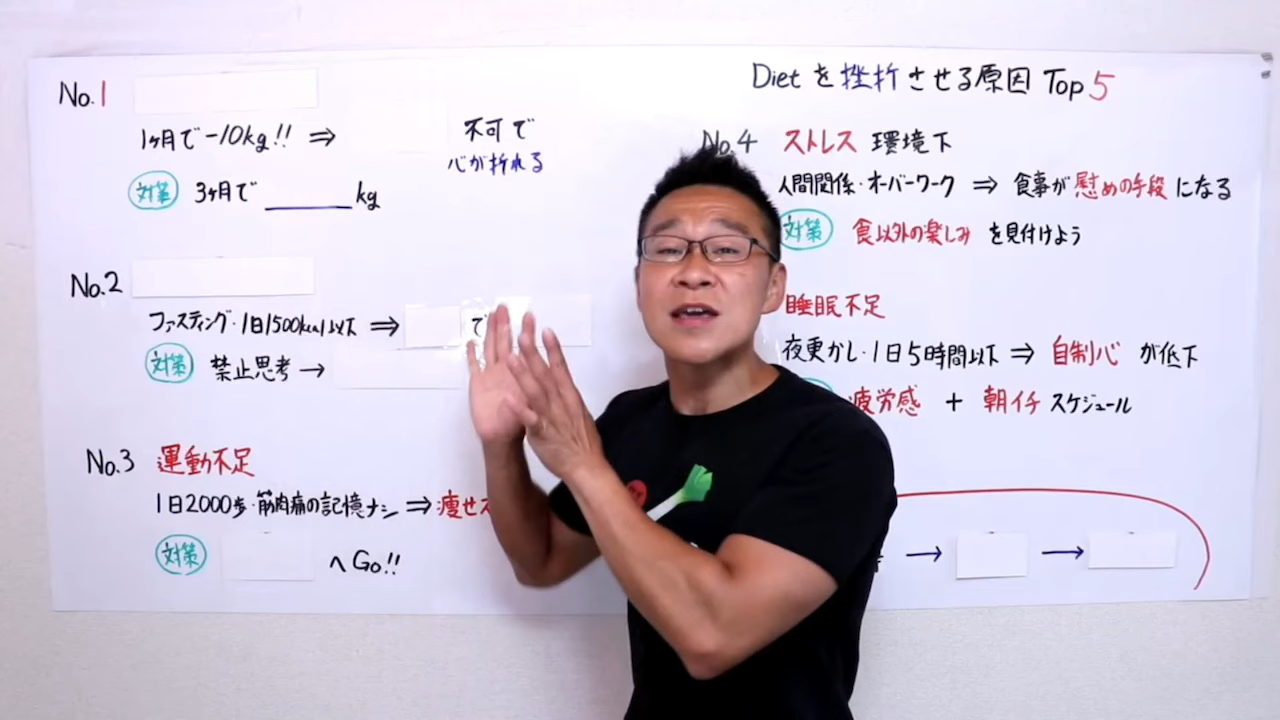 Diet を挫折させる原因 Top 5
No.1
1ヶ月で -10kg!! ⇒ 不可で
心が折れる
対策 3ヶ月で ______ kg
No.2
ファスティング・1日1500kcal以下 ⇒ で
対策 禁止思考 →
No.3 運動不足
1日2000歩・筋肉痛の記憶ナシ ⇒ 痩せ
対策 へGo!!
No.4 ストレス 環境下
人間関係・オーバーワーク ⇒ 食事が慰めの手段になる
対策 食以外の楽しみ を見付けよう
睡眠不足
夜更かし・1日5時間以下 ⇒ 自制心 が低下
疲労感 + 朝イチ スケジュール
→ →